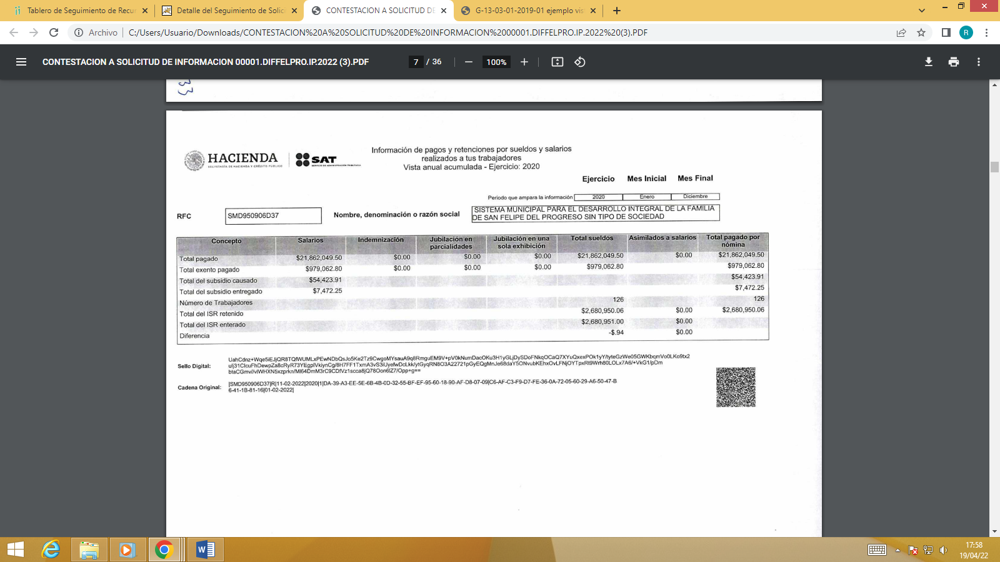 Tablero de Seguimiento de Recur
Detalle del Seguimiento de Solic
CONTESTACION A SOLICITUD DE
G-13-03-01-2019-01 ejemplo vis
Archivo
C:/Users/Usuario/Downloads/CONTESTACION%20A%20SOLICITUD%20DE%20INFORMACION%2000001.DIFFELPRO.IP.2022%20(3).PDF
R
CONTESTACION A SOLICITUD DE INFORMACION 00001.DIFFELPRO.IP.2022 (3).PDF
7 / 36
100%
HACIENDA
SECRETARÍA DE HACIENDA Y CRÉDITO PÚBLICO
SAT
SERVICIO DE ADMINISTRACIÓN TRIBUTARIA
Información de pagos y retenciones por sueldos y salarios
realizados a tus trabajadores
Vista anual acumulada - Ejercicio: 2020
Ejercicio Mes Inicial Mes Final
Periodo que ampara la información 2020 Enero Diciembre
RFC SMD950906D37
Nombre, denominación o razón social
SISTEMA MUNICIPAL PARA EL DESARROLLO INTEGRAL DE LA FAMILIA
DE SAN FELIPE DEL PROGRESO SIN TIPO DE SOCIEDAD
Concepto Salarios Indemnización Jubilación en parcialidades Jubilación en una sola exhibición Total sueldos Asimilados a salarios Total pagado por nómina
Total pagado $21,862,049.50 $0.00 $0.00 $0.00 $21,862,049.50 $0.00 $21,862,049.50
Total exento pagado $979,062.80 $0.00 $0.00 $0.00 $979,062.80 $979,062.80
Total del subsidio causado $54,423.91 $54,423.91
Total del subsidio entregado $7,472.25 $7,472.25
Número de Trabajadores 126 126
Total del ISR retenido $2,680,950.06 $0.00 $2,680,950.06
Total del ISR enterado $2,680,951.00 $0.00
Diferencia -$.94 $0.00
Sello Digital:
Cadena Original: |SMD950906D37|R|11-02-2022|2020|1|DA-39-A3-EE-5E-6B-4B-0D-32-55-BF-EF-95-60-18-90-AF-D8-07-09|C6-AF-C3-F9-D7-FE-36-0A-72-05-60-29-A6-50-47-B
6-41-1B-81-16|01-02-2022|
17:58
19/04/22